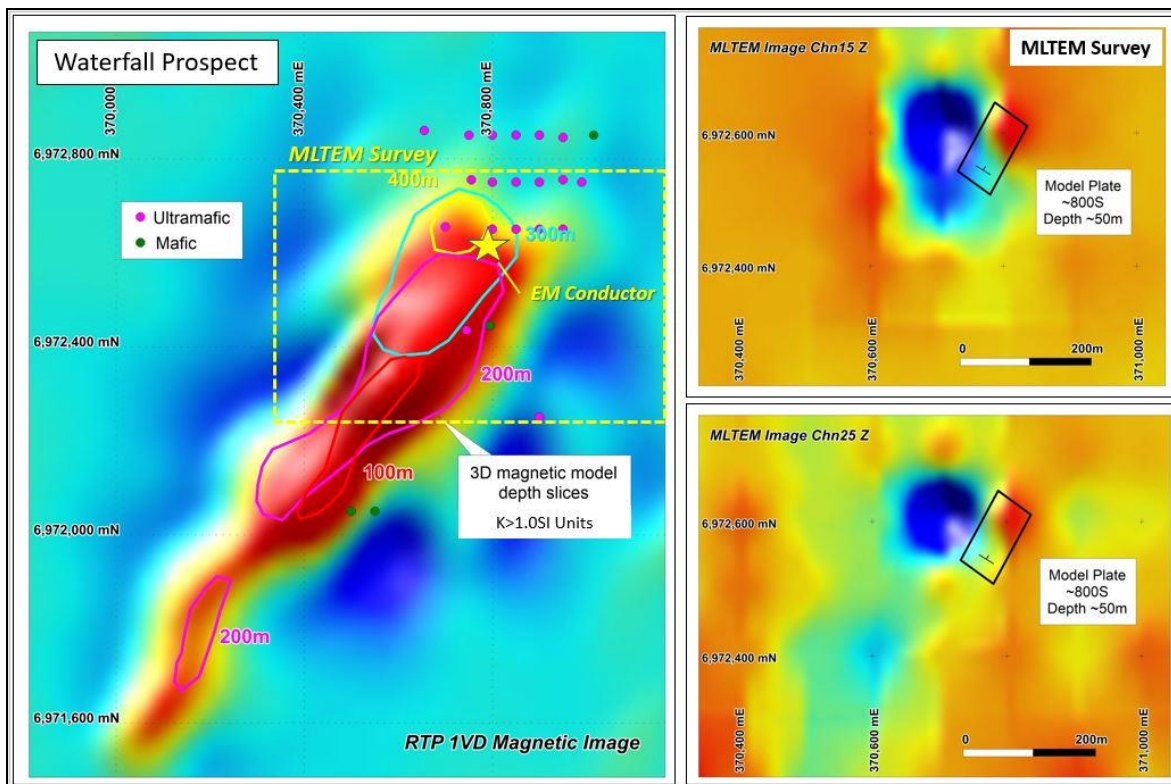 Waterfall Prospect
370,000 mE
370,400 mE
370,800 mE
6,972,800 mN
MLTEM Survey
400m
Ultramafic
Mafic
300m
EM Conductor
6,972,400 mN
200m
100m
3D magnetic model
depth slices
K>1.0SI Units
6,972,000 mN
200m
6,971,600 mN
RTP 1VD Magnetic Image
MLTEM Image Chn15 Z
MLTEM Survey
6,972,600 mN
Model Plate
~800S
Depth ~50m
6,972,400 mN
370,400 mE
370,600 mE
371,000 mE
0 200m
MLTEM Image Chn25 Z
6,972,600 mN
Model Plate
~800S
Depth ~50m
6,972,400 mN
370,400 mE
370,600 mE
371,000 mE
0 200m